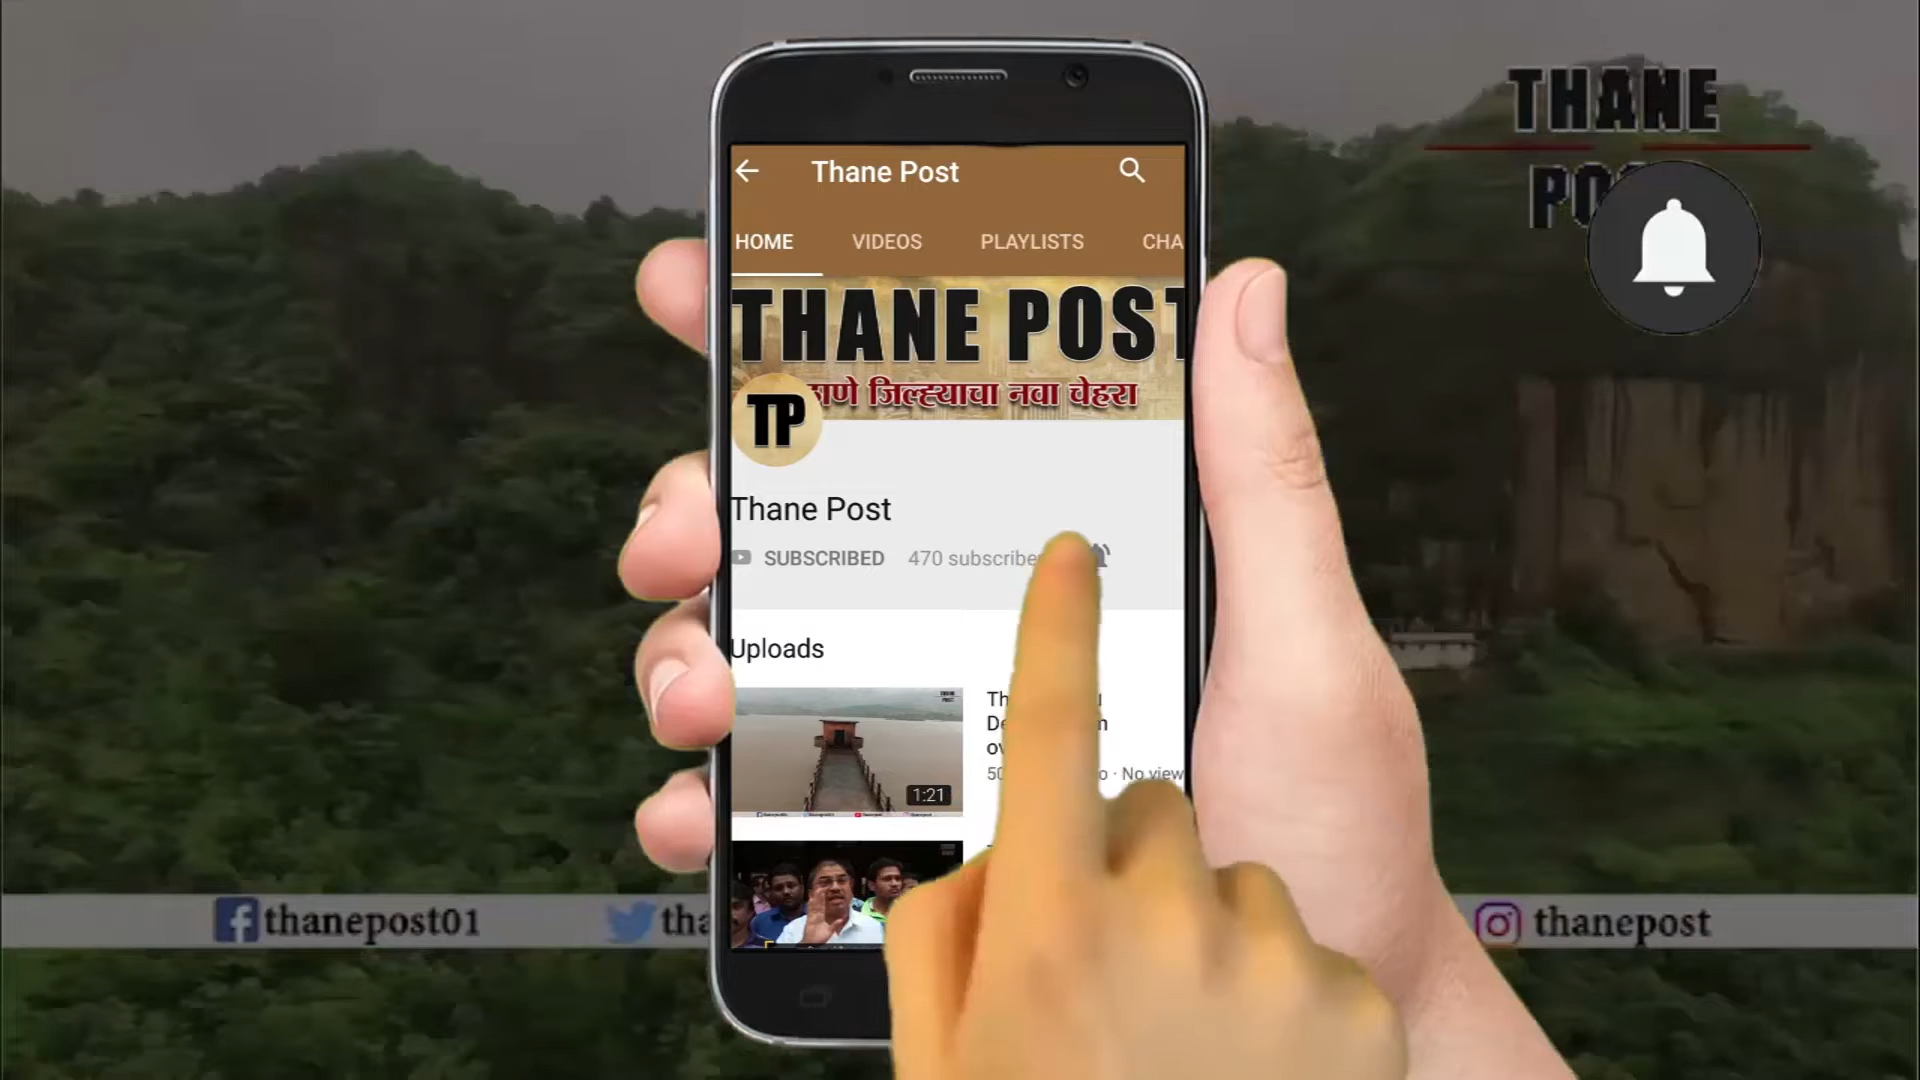 THANE
Thane Post
HOME VIDEOS PLAYLISTS CHA
THANE POST
जिल्ह्याचा नवा चेहरा
TP
Thane Post
SUBSCRIBED 470
Uploads
1:21
No view
thanepost01
thanepost